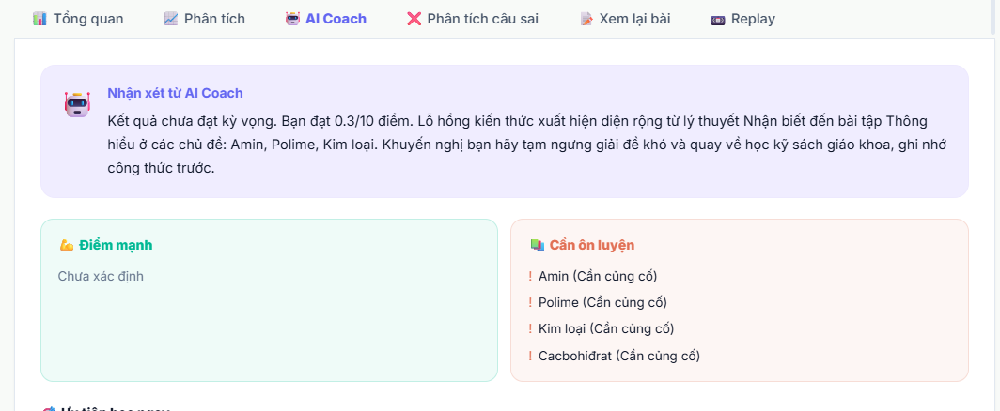 Tổng quan Phân tích AI Coach Phân tích câu sai Xem lại bài Replay
Nhận xét từ AI Coach
Kết quả chưa đạt kỳ vọng. Bạn đạt 0.3/10 điểm. Lỗ hổng kiến thức xuất hiện diện rộng từ lý thuyết Nhận biết đến bài tập Thông
hiểu ở các chủ đề: Amin, Polime, Kim loại. Khuyến nghị bạn hãy tạm ngưng giải đề khó và quay về học kỹ sách giáo khoa, ghi nhớ
công thức trước.
Điểm mạnh
Chưa xác định
Cần ôn luyện
! Amin (Cần củng cố)
! Polime (Cần củng cố)
! Kim loại (Cần củng cố)
! Cacbohiđrat (Cần củng cố)